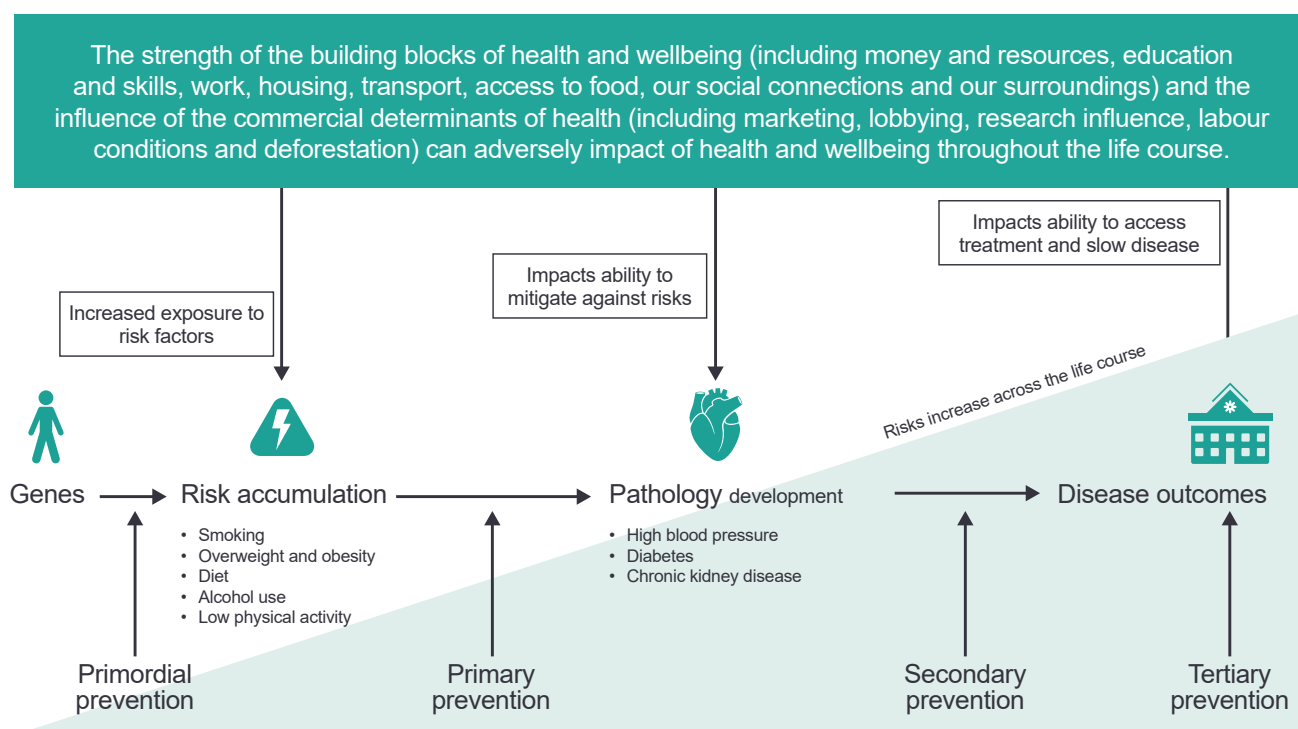 The strength of the building blocks of health and wellbeing (including money and resources, education
and skills, work, housing, transport, access to food, our social connections and our surroundings) and the
influence of the commercial determinants of health (including marketing, lobbying, research influence, labour
conditions and deforestation) can adversely impact of health and wellbeing throughout the life course.
Increased exposure to
risk factors
Impacts ability to
mitigate against risks
Impacts ability to access
treatment and slow disease
Risks increase across the life course
Genes
Risk accumulation
• Smoking
• Overweight and obesity
• Diet
• Alcohol use
• Low physical activity
Pathology development
• High blood pressure
• Diabetes
• Chronic kidney disease
Disease outcomes
Primordial
prevention
Primary
prevention
Secondary
prevention
Tertiary
prevention